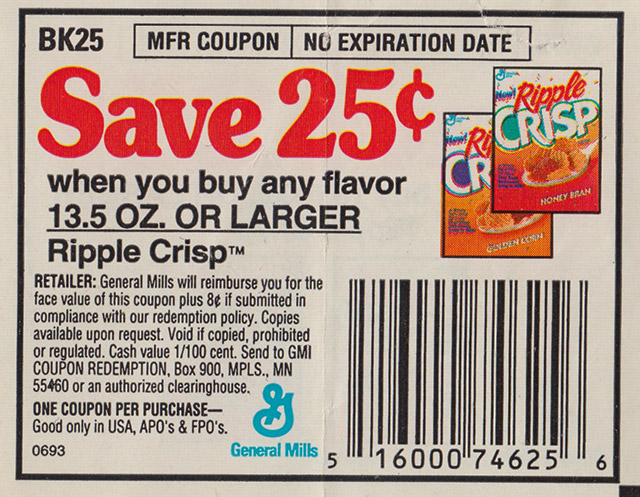 BK25
MFR COUPON
NO EXPIRATION DATE
Save 25¢
when you buy any flavor
13.5 OZ. OR LARGER
Ripple Crisp™
RETAILER: General Mills will reimburse you for the
face value of this coupon plus 8¢ if submitted in
compliance with our redemption policy. Copies
available upon request. Void if copied, prohibited
or regulated. Cash value 1/100 cent. Send to GMI
COUPON REDEMPTION, Box 900, MPLS., MN
55460 or an authorized clearinghouse.
ONE COUPON PER PURCHASE—
Good only in USA, APO's & FPO's.
0693
General Mills
New!
Ripple
CRISP
HONEY BRAN
New!
Ri
CR
GOLDEN CORN
5 16000 74625 6